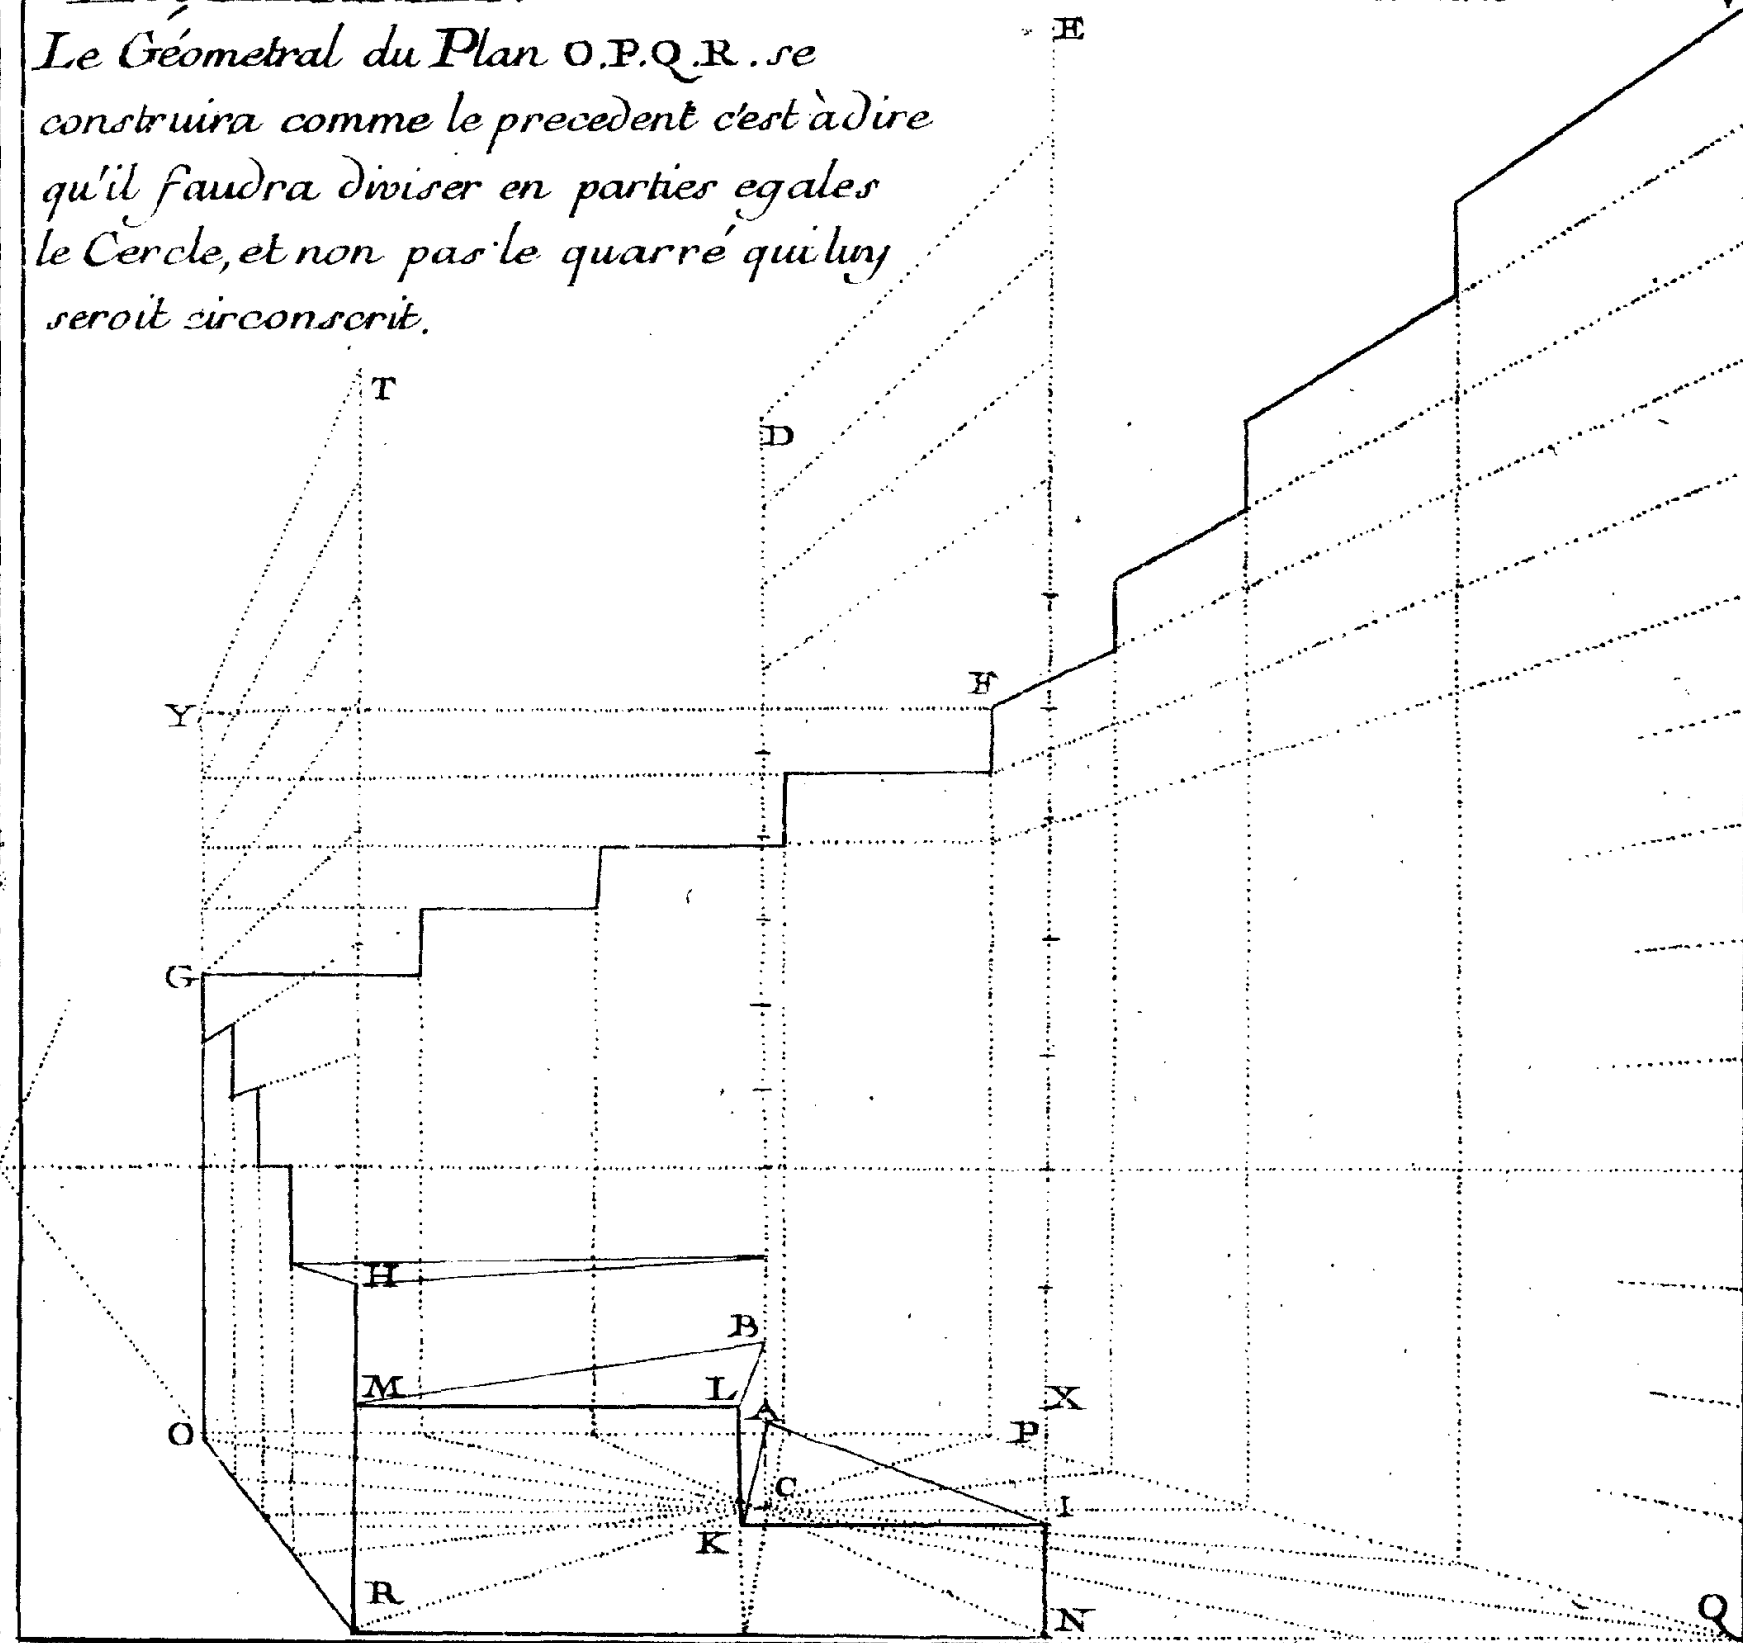 Le Géometral du Plan O.P.Q.R. se
construira comme le precedent c'est à dire
qu'il faudra diviser en parties egales
le Cercle, et non pas le quarré qui luy
seroit circonscrit.
E
T
D
F
Y
G
H
B
M
L
A
X
O
P
C
I
K
R
N
Q